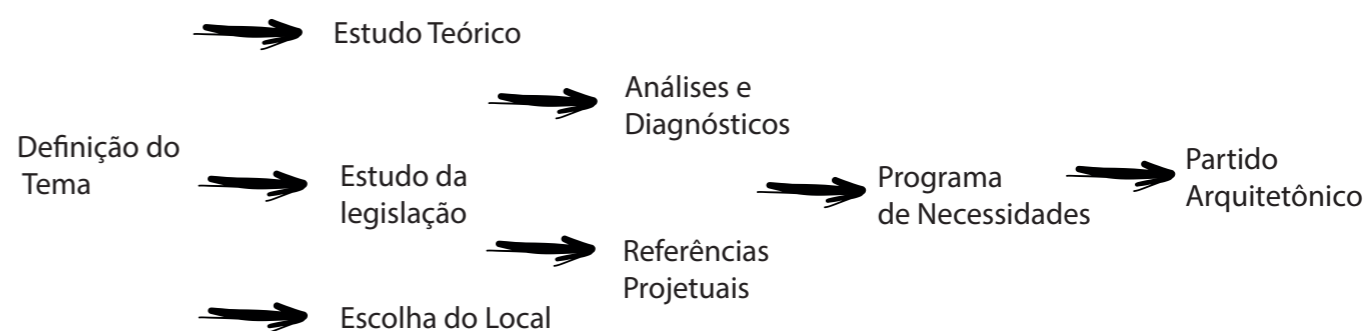 Estudo Teórico
Análises e
Diagnósticos
Definição do
Tema
Estudo da
legislação
Programa
de Necessidades
Partido
Arquitetônico
Referências
Projetuais
Escolha do Local